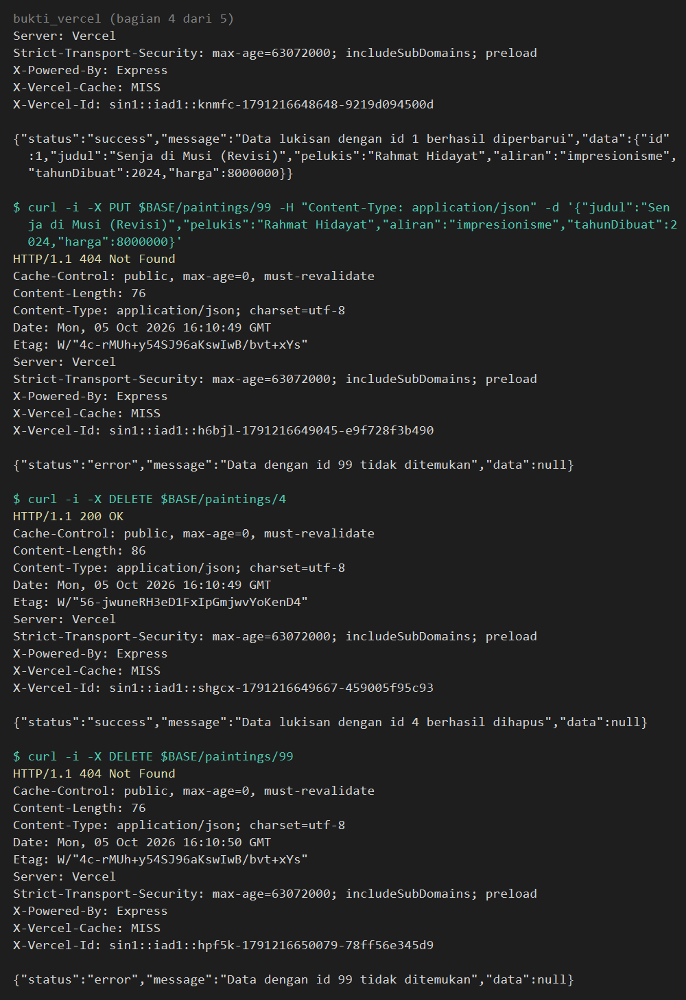 bukti_vercel (bagian 4 dari 5)
Server: Vercel
Strict-Transport-Security: max-age=63072000; includeSubDomains; preload
X-Powered-By: Express
X-Vercel-Cache: MISS
X-Vercel-Id: sin1::iad1::knmfc-1791216648648-9219d094500d

{"status":"success","message":"Data lukisan dengan id 1 berhasil diperbarui","data":{"id"
:1,"judul":"Senja di Musi (Revisi)","pelukis":"Rahmat Hidayat","aliran":"impresionisme",
"tahunDibuat":2024,"harga":8000000}}

$ curl -i -X PUT $BASE/paintings/99 -H "Content-Type: application/json" -d '{"judul":"Sen
ja di Musi (Revisi)","pelukis":"Rahmat Hidayat","aliran":"impresionisme","tahunDibuat":2
024,"harga":8000000}'
HTTP/1.1 404 Not Found
Cache-Control: public, max-age=0, must-revalidate
Content-Length: 76
Content-Type: application/json; charset=utf-8
Date: Mon, 05 Oct 2026 16:10:49 GMT
Etag: W/"4c-rMUh+y54SJ96aKswIwB/bvt+xYs"
Server: Vercel
Strict-Transport-Security: max-age=63072000; includeSubDomains; preload
X-Powered-By: Express
X-Vercel-Cache: MISS
X-Vercel-Id: sin1::iad1::h6bjl-1791216649045-e9f728f3b490

{"status":"error","message":"Data dengan id 99 tidak ditemukan","data":null}

$ curl -i -X DELETE $BASE/paintings/4
HTTP/1.1 200 OK
Cache-Control: public, max-age=0, must-revalidate
Content-Length: 86
Content-Type: application/json; charset=utf-8
Date: Mon, 05 Oct 2026 16:10:49 GMT
Etag: W/"56-jwuneRH3eD1FxIpGmjwvYoKenD4"
Server: Vercel
Strict-Transport-Security: max-age=63072000; includeSubDomains; preload
X-Powered-By: Express
X-Vercel-Cache: MISS
X-Vercel-Id: sin1::iad1::shgcx-1791216649667-459005f95c93

{"status":"success","message":"Data lukisan dengan id 4 berhasil dihapus","data":null}

$ curl -i -X DELETE $BASE/paintings/99
HTTP/1.1 404 Not Found
Cache-Control: public, max-age=0, must-revalidate
Content-Length: 76
Content-Type: application/json; charset=utf-8
Date: Mon, 05 Oct 2026 16:10:50 GMT
Etag: W/"4c-rMUh+y54SJ96aKswIwB/bvt+xYs"
Server: Vercel
Strict-Transport-Security: max-age=63072000; includeSubDomains; preload
X-Powered-By: Express
X-Vercel-Cache: MISS
X-Vercel-Id: sin1::iad1::hpf5k-1791216650079-78ff56e345d9

{"status":"error","message":"Data dengan id 99 tidak ditemukan","data":null}